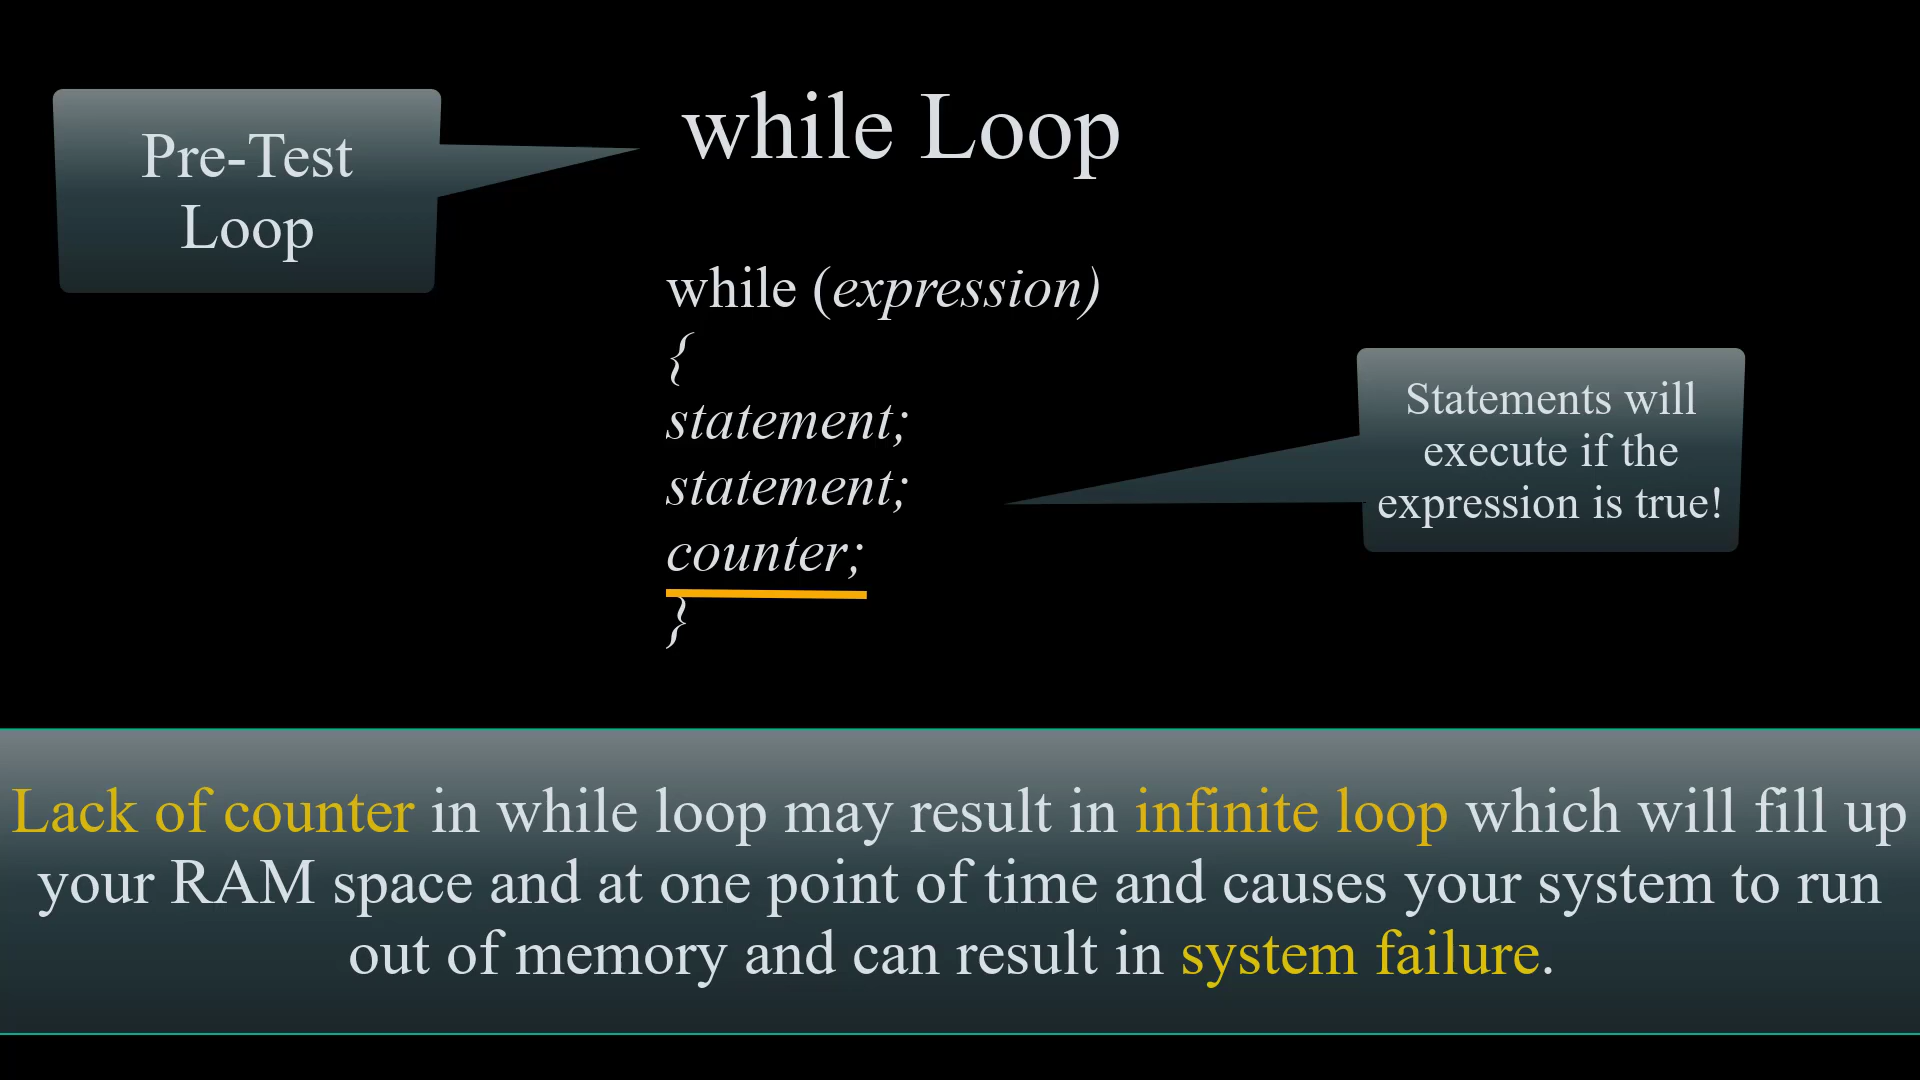 while Loop
Pre-Test
Loop
while (expression)
{
statement;
statement;
counter;
}
Statements will
execute if the
expression is true!
Lack of counter in while loop may result in infinite loop which will fill up
your RAM space and at one point of time and causes your system to run
out of memory and can result in system failure.